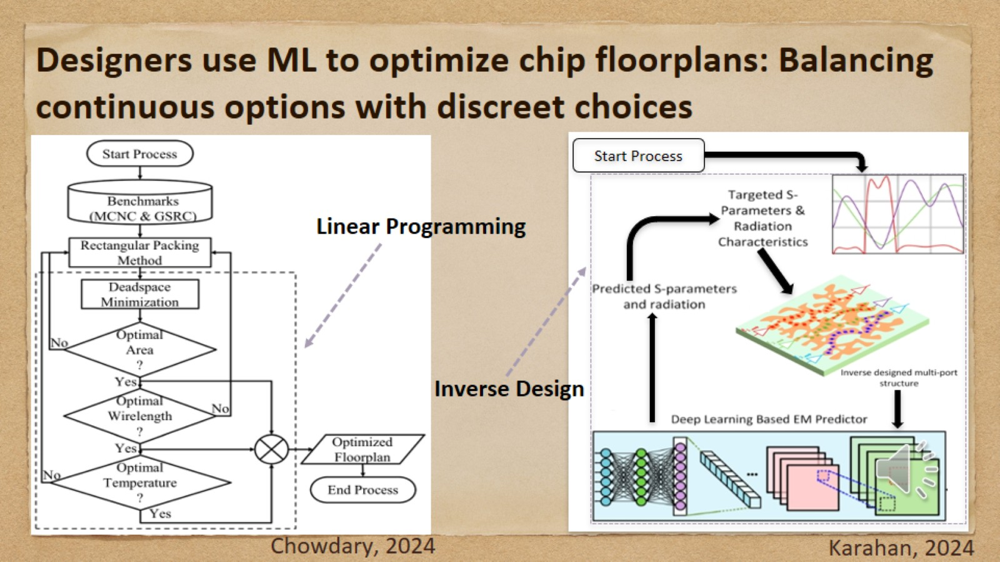 Designers use ML to optimize chip floorplans: Balancing
continuous options with discreet choices
Start Process
Benchmarks
(MCNC & GSRC)
Rectangular Packing
Method
Deadspace
Minimization
Optimal
Area
?
No
Yes
Optimal
Wirelength
?
No
Yes
Optimal
Temperature
?
No
Yes
Optimized
Floorplan
End Process
Linear Programming
Inverse Design
Start Process
Targeted S-
Parameters &
Radiation
Characteristics
Predicted S-parameters
and radiation
Inverse designed multi-port
structure
Deep Learning Based EM Predictor
...
Chowdary, 2024
Karahan, 2024